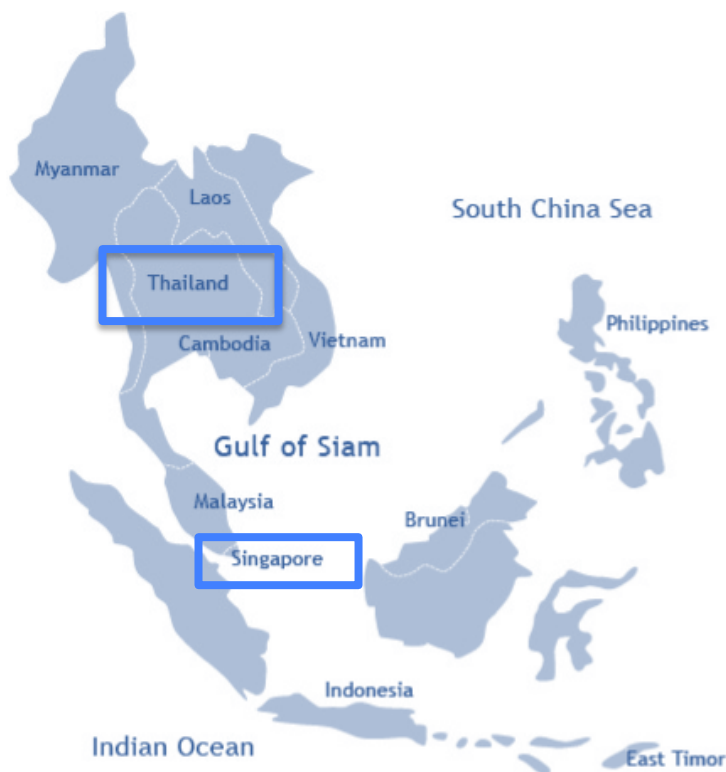 Myanmar
Laos
South China Sea
Thailand
Philippines
Cambodia
Vietnam
Gulf of Siam
Malaysia
Brunei
Singapore
Indonesia
Indian Ocean
East Timor